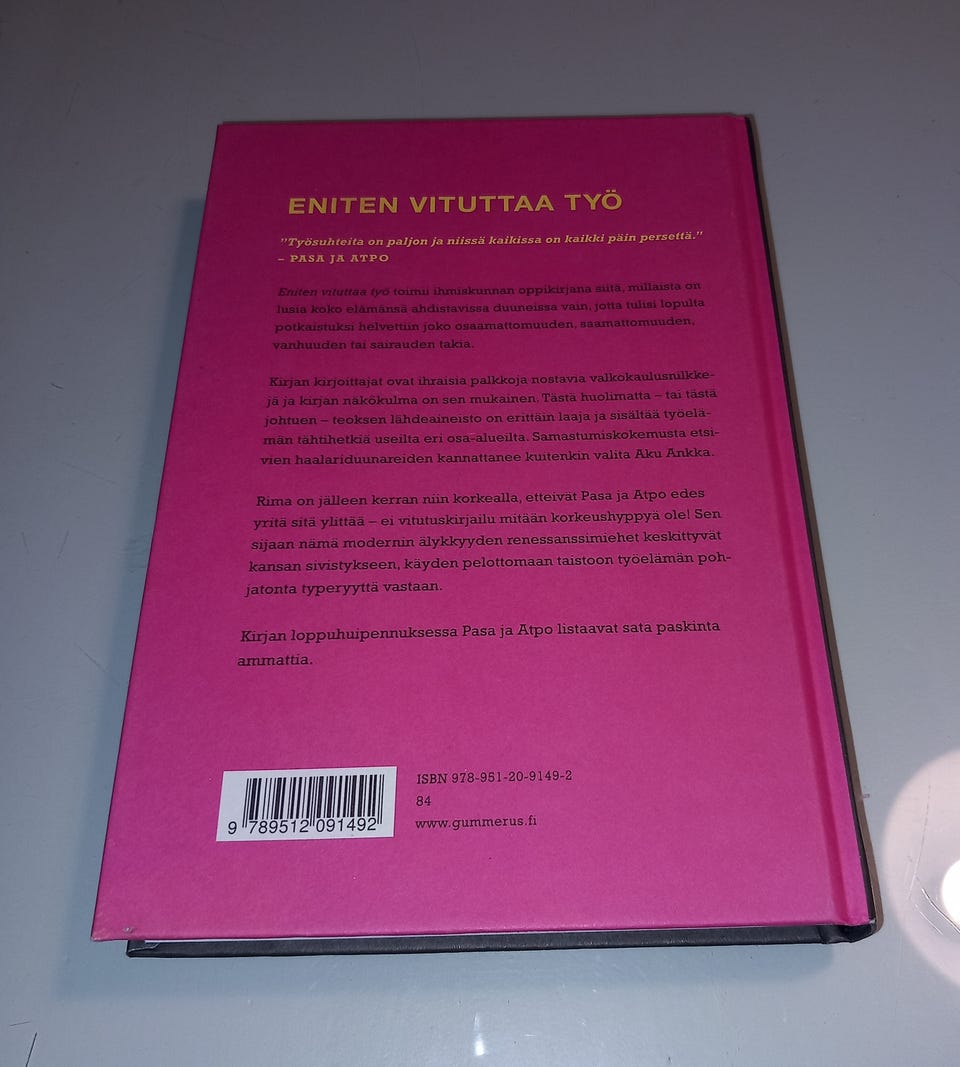 ENITEN VITUTTAA TYÖ
"Työsuhteita on paljon ja niissä kaikissa on kaikki päin persettä."
– PASA JA ATPO
Eniten vituttaa työ toimii ihmiskunnan oppikirjana siitä, millaista on
lusia koko elämänsä ahdistavissa duuneissa vain, jotta tulisi lopulta
potkaistuksi helvettiin joko osaamattomuuden, saamattomuuden,
vanhuuden tai sairauden takia.
Kirjan kirjoittajat ovat ihraisia palkkoja nostavia valkokaulusnilkke-
jä ja kirjan näkökulma on sen mukainen. Tästä huolimatta – tai tästä
johtuen – teoksen lähdeaineisto on erittäin laaja ja sisältää työelä-
män tähtihetkiä useilta eri osa-alueilta. Samastumiskokemusta etsi-
vien haalariduunareiden kannattanee kuitenkin valita Aku Ankka.
Rima on jälleen kerran niin korkealla, etteivät Pasa ja Atpo edes
yritä sitä ylittää – ei vitutuskirjailu mitään korkeushyppyä ole! Sen
sijaan nämä modernin älykkyyden renessanssimiehet keskittyvät
kansan sivistykseen, käyden pelottomaan taistoon työelämän poh-
jatonta typeryyttä vastaan.
Kirjan loppuhuipennuksessa Pasa ja Atpo listaavat sata paskinta
ammattia.
ISBN 978-951-20-9149-2
84
www.gummerus.fi
9 789512 091492